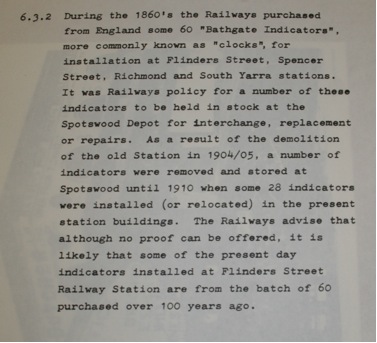 6.3.2 During the 1860's the Railways purchased
from England some 60 "Bathgate Indicators",
more commonly known as "clocks", for
installation at Flinders Street, Spencer
Street, Richmond and South Yarra stations.
It was Railways policy for a number of these
indicators to be held in stock at the
Spotswood Depot for interchange, replacement
or repairs. As a result of the demolition
of the old Station in 1904/05, a number of
indicators were removed and stored at
Spotswood until 1910 when some 28 indicators
were installed (or relocated) in the present
station buildings. The Railways advise that
although no proof can be offered, it is
likely that some of the present day
indicators installed at Flinders Street
Railway Station are from the batch of 60
purchased over 100 years ago.